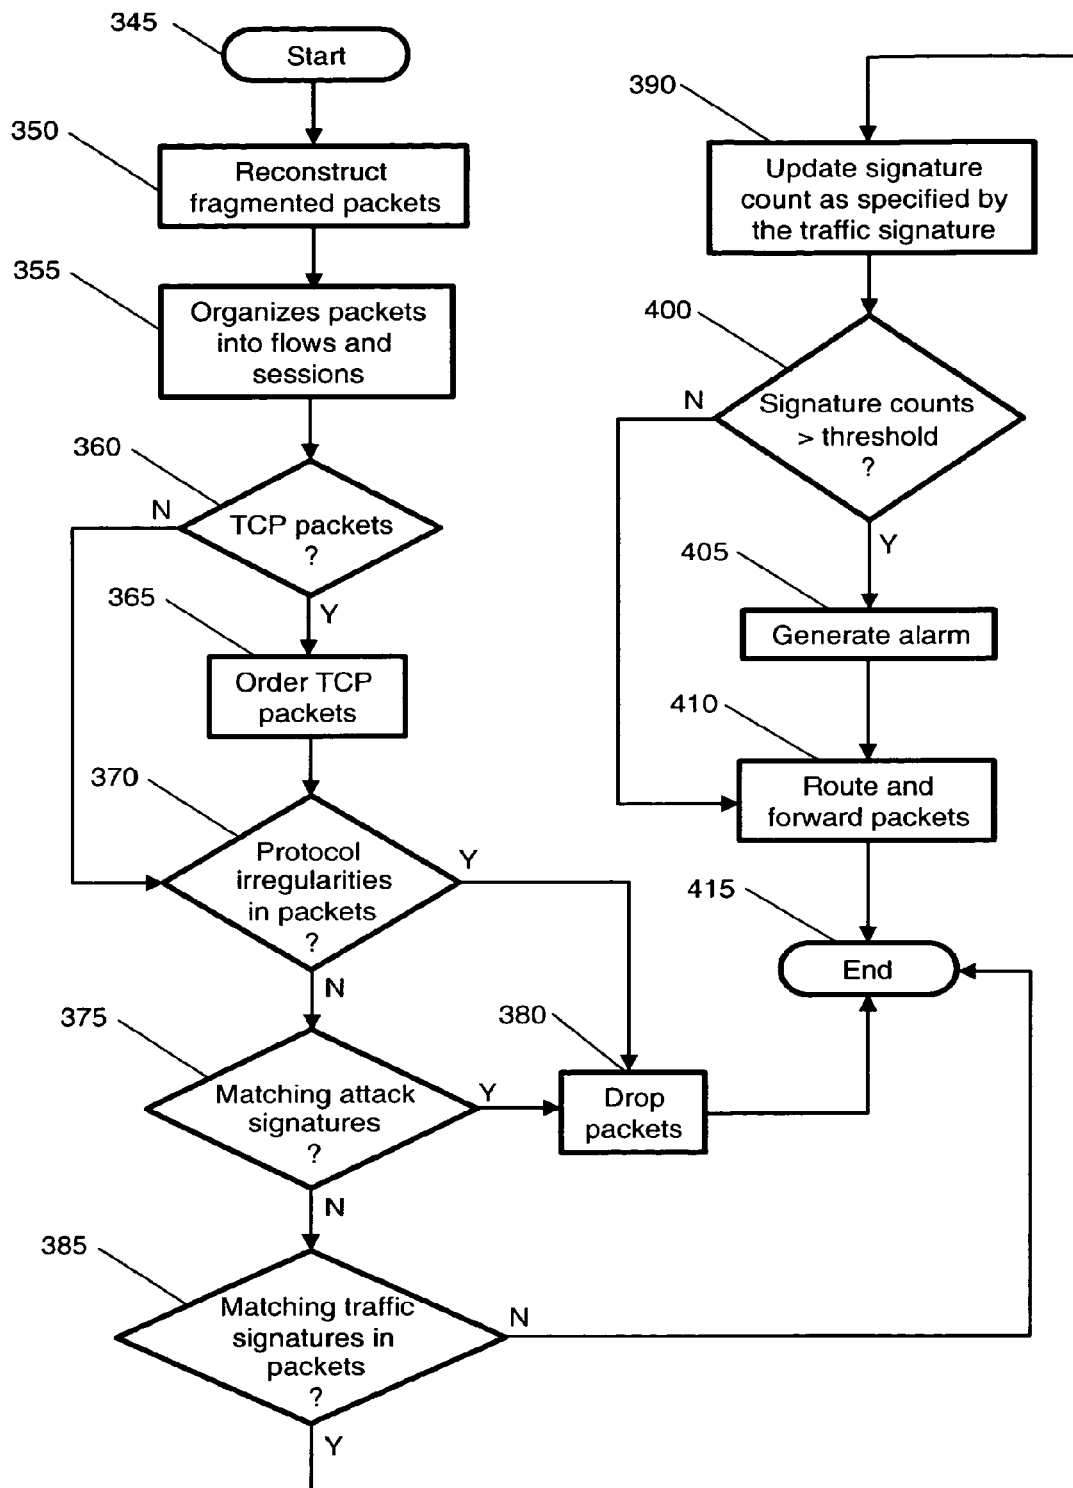 345
Start
350
Reconstruct
fragmented packets
355
Organizes packets
into flows and
sessions
360
N
TCP packets
?
Y
365
Order TCP
packets
370
Protocol
irregularities
in packets
?
Y
N
375
Matching attack
signatures
?
Y
380
Drop
packets
N
385
Matching traffic
signatures in
packets
?
N
Y
390
Update signature
count as specified by
the traffic signature
400
N
Signature counts
> threshold
?
Y
405
Generate alarm
410
Route and
forward packets
415
End